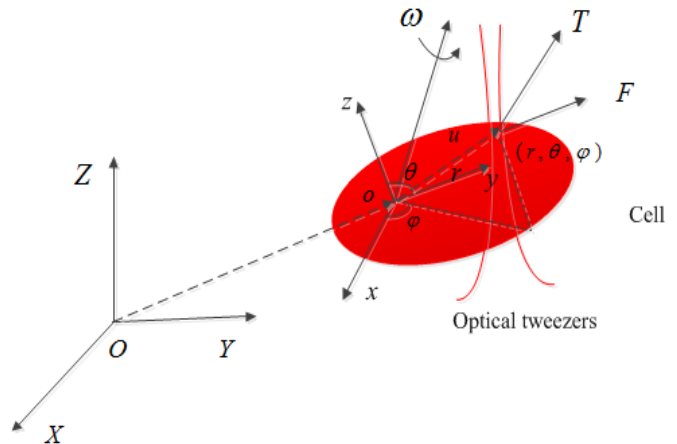 T
ω
F
z
u
(r, θ, φ)
θ
r
y
o
φ
Z
Cell
x
Optical tweezers
O
Y
X